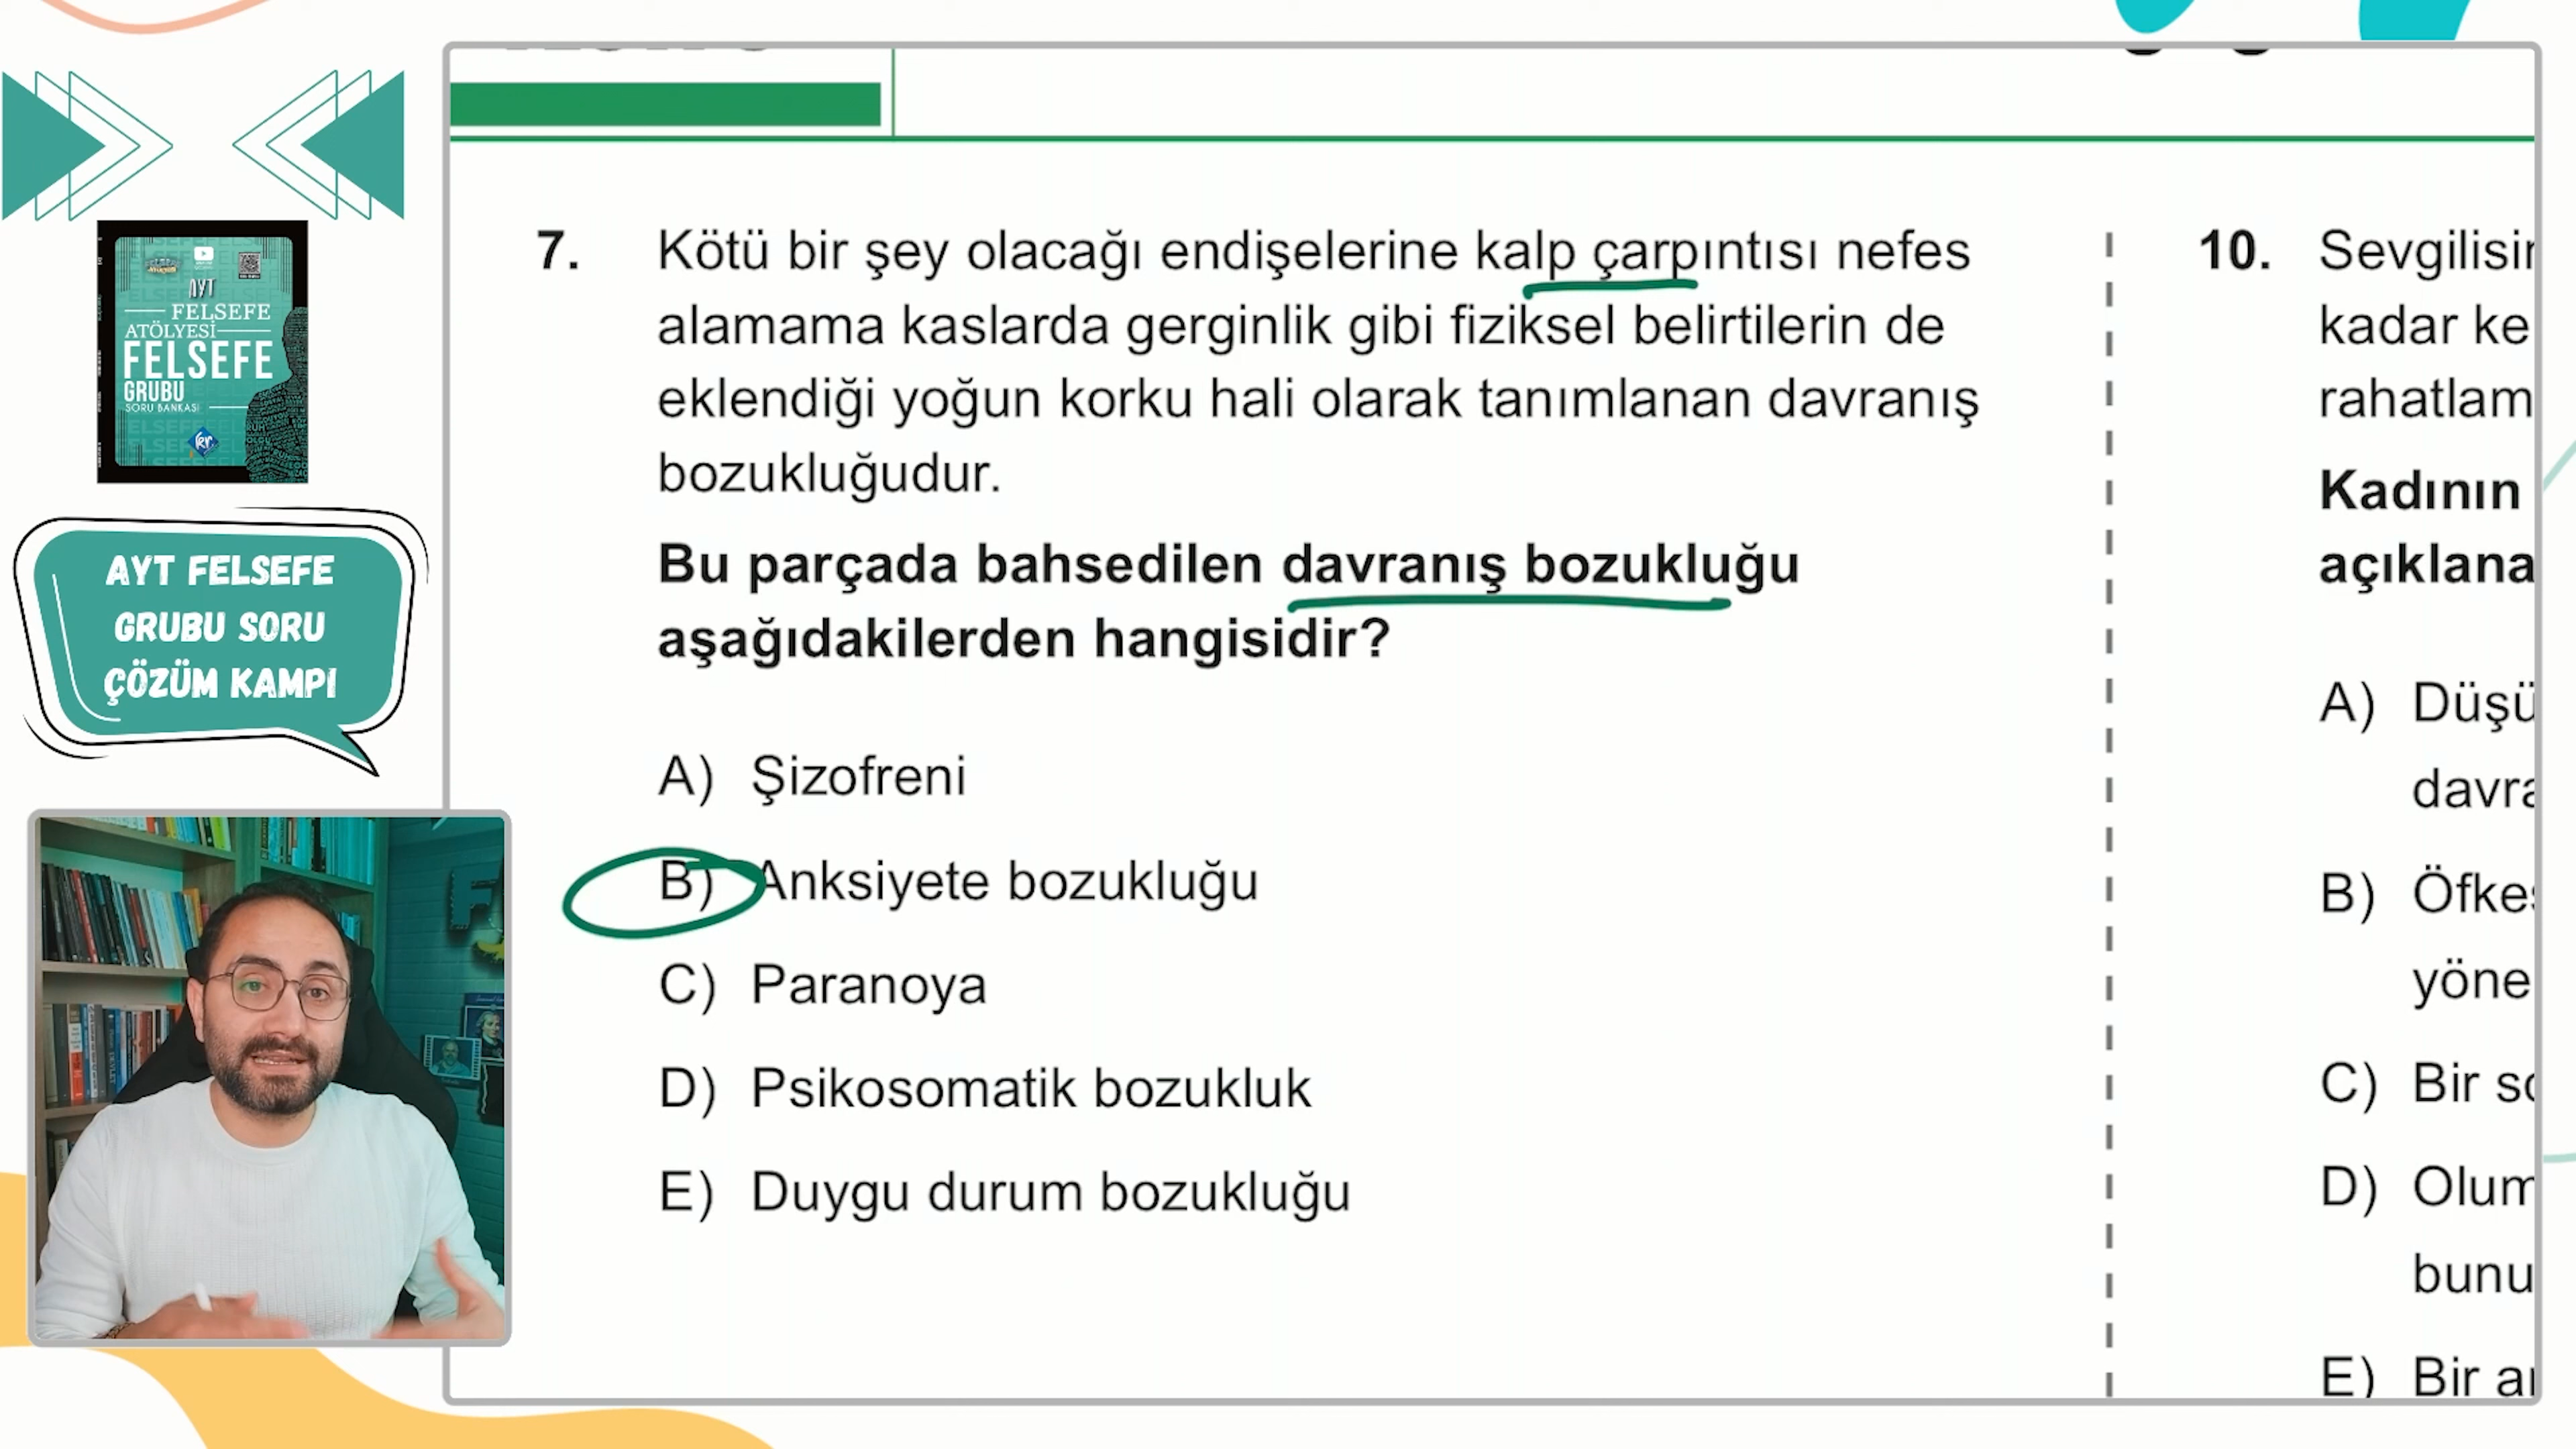 AYT
FELSEFE
ATÖLYESİ
FELSEFE
GRUBU
SORU BANKASI
AYT FELSEFE
GRUBU SORU
ÇÖZÜM KAMPI
7. Kötü bir şey olacağı endişelerine kalp çarpıntısı nefes
alamama kaslarda gerginlik gibi fiziksel belirtilerin de
eklendiği yoğun korku hali olarak tanımlanan davranış
bozukluğudur.
Bu parçada bahsedilen davranış bozukluğu
aşağıdakilerden hangisidir?
A) Şizofreni
B) Anksiyete bozukluğu
C) Paranoya
D) Psikosomatik bozukluk
E) Duygu durum bozukluğu
10.
kadar ke
rahatlam
Kadının
açıklana
A) Düşü
davra
B) Öfke
yöne
C) Bir
D) Olum
bunu
E) Bir